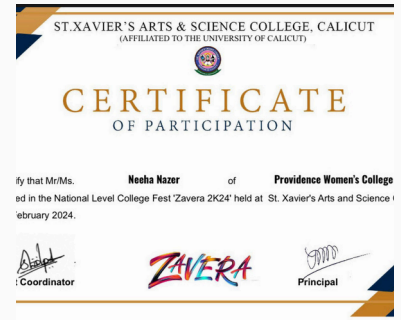 ST.XAVIER'S ARTS & SCIENCE COLLEGE, CALICUT
(AFFILIATED TO THE UNIVERSITY OF CALICUT)
CERTIFICATE
OF PARTICIPATION
ify that Mr/Ms. Neeha Nazer of Providence Women's College
ed in the National Level College Fest 'Zavera 2K24' held at St. Xavier's Arts and Science
ebruary 2024.
ZAVERA
Coordinator Principal